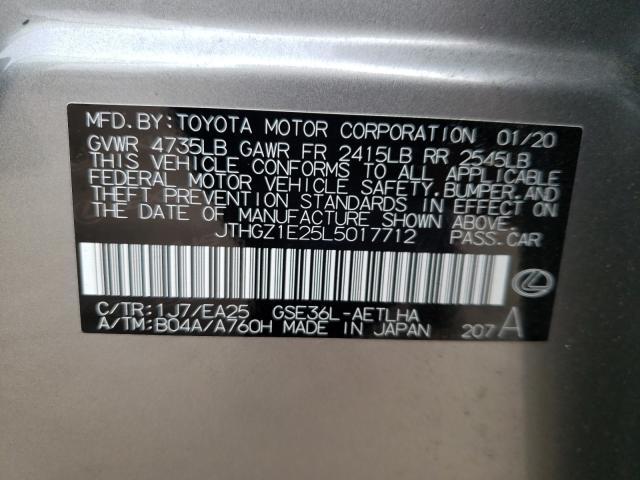 MFD.BY:TOYOTA MOTOR CORPORATION 01/20
GVWR 4735LB GAWR FR 2415LB RR 2545LB
THIS VEHICLE CONFORMS TO ALL APPLICABLE
FEDERAL MOTOR VEHICLE SAFETY,BUMPER,AND
THEFT PREVENTION STANDARDS IN EFFECT ON
THE DATE OF MANUFACTURE SHOWN ABOVE.
JTHGZ1E25L5017712 PASS.CAR
C/TR:1J7/EA25 GSE36L-AETLHA
A/TM:B04A/A760H MADE IN JAPAN 207 A